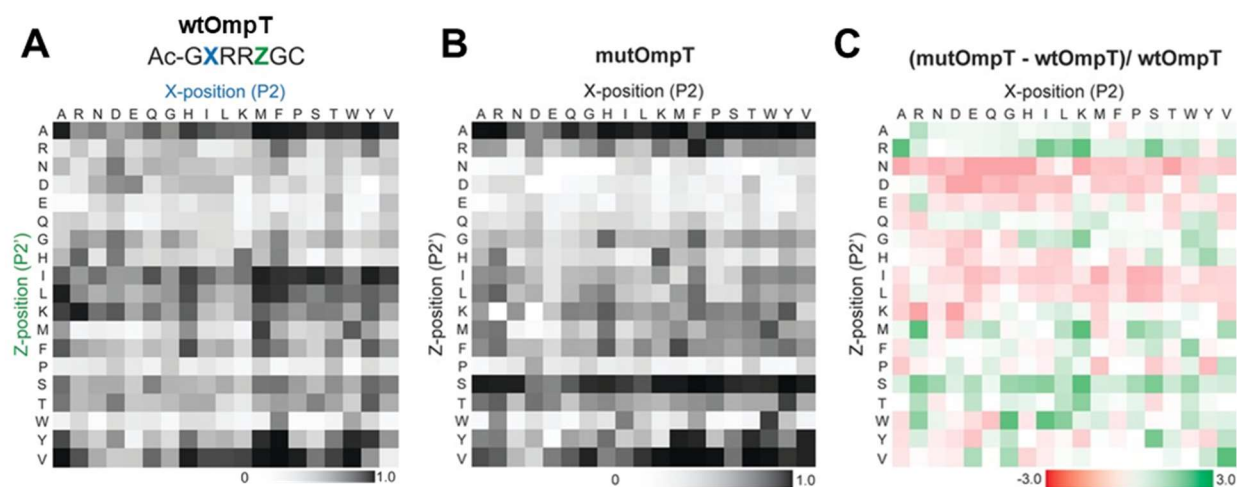 A
wtOmpT
Ac-GXRRZGC
X-position (P2)
A R N D E Q G H I L K M F P S T W Y V
Z-position (P2')
A
R
N
D
E
Q
G
H
I
L
K
M
F
P
S
T
W
Y
V
0 1.0
B
mutOmpT
X-position (P2)
A R N D E Q G H I L K M F P S T W Y V
Z-position (P2')
A
R
N
D
E
Q
G
H
I
L
K
M
F
P
S
T
W
Y
V
0 1.0
C
(mutOmpT - wtOmpT)/ wtOmpT
X-position (P2)
A R N D E Q G H I L K M F P S T W Y V
Z-position (P2')
A
R
N
D
E
Q
G
H
I
L
K
M
F
P
S
T
W
Y
V
-3.0 3.0